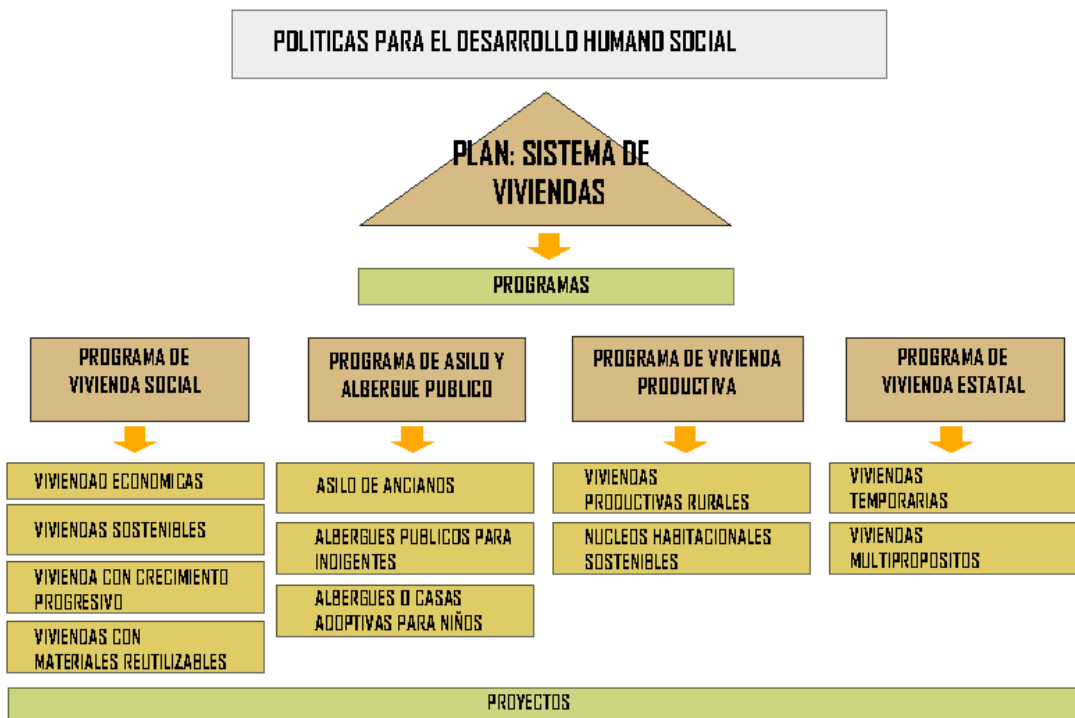 POLITICAS PARA EL DESARROLLO HUMANO SOCIAL
PLAN: SISTEMA DE
VIVIENDAS
PROGRAMAS
PROGRAMA DE
VIVIENDA SOCIAL
PROGRAMA DE ASILO Y
ALBERGUE PUBLICO
PROGRAMA DE VIVIENDA
PRODUCTIVA
PROGRAMA DE
VIVIENDA ESTATAL
VIVIENDAD ECONOMICAS
VIVIENDAS SOSTENIBLES
VIVIENDA CON CRECIMIENTO
PROGRESIVO
VIVIENDAS CON
MATERIALES REUTILIZABLES
ASILO DE ANCIANOS
ALBERGUES PUBLICOS PARA
INDIGENTES
ALBERGUES O CASAS
ADOPTIVAS PARA NIÑOS
VIVIENDAS
PRODUCTIVAS RURALES
NUCLEOS HABITACIONALES
SOSTENIBLES
VIVIENDAS
TEMPORARIAS
VIVIENDAS
MULTIPROPOSITOS
PROYECTOS